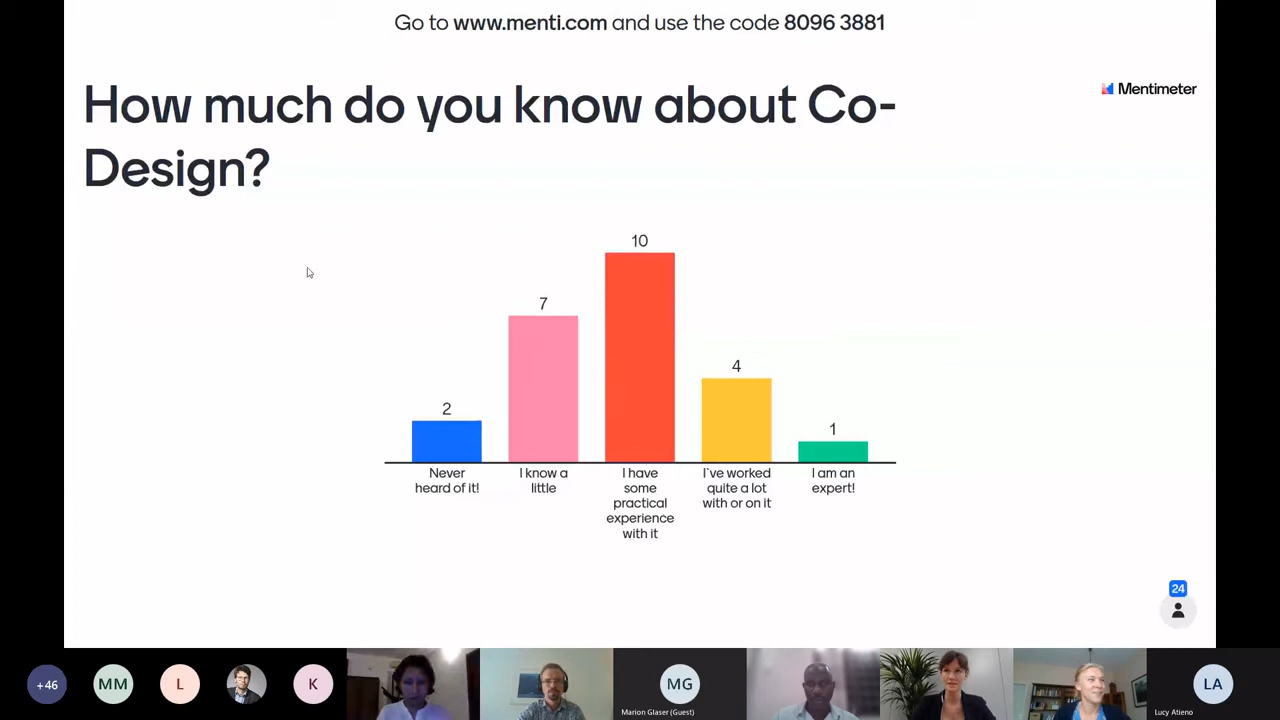 Go to www.menti.com and use the code 8096 3881
Mentimeter
How much do you know about Co-
Design?
10
7
4
2
1
Never
heard of it!
I know a
little
I have
some
practical
experience
with it
I`ve worked
quite a lot
with or on it
I am an
expert!
24
+46
MM
L
K
MG
Marion Glaser (Guest)
LA
Lucy Atieno